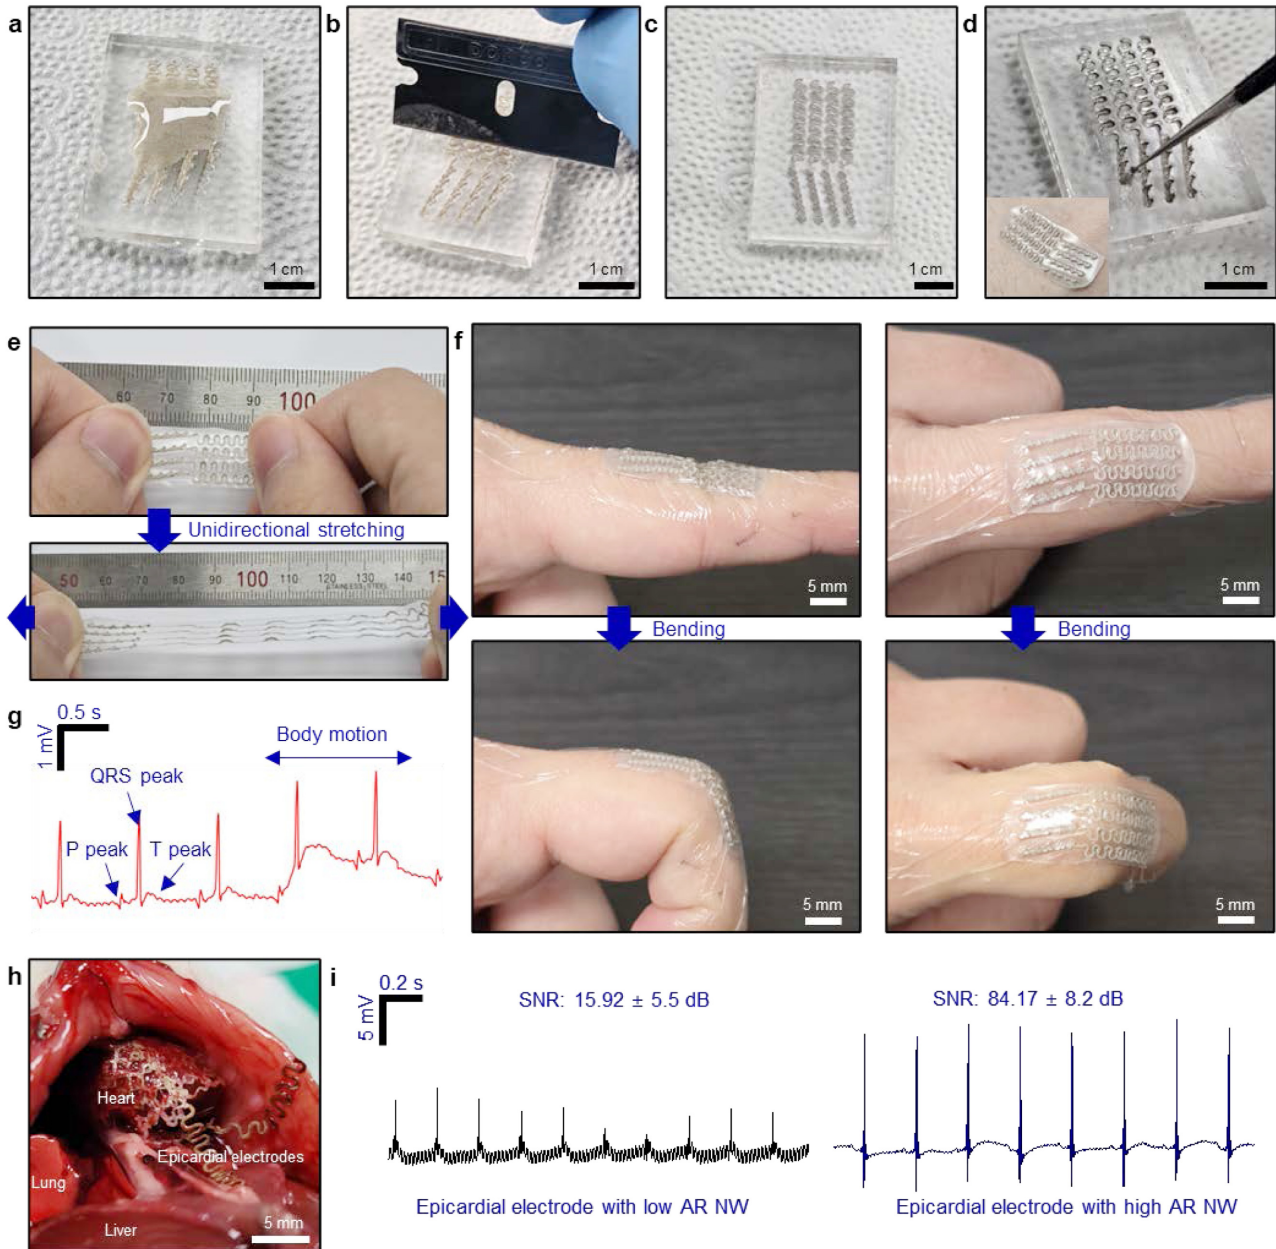 a
b
c
d
1 cm
1 cm
1 cm
1 cm
e
f
60 70 80 90 100
Unidirectional stretching
50 60 70 80 90 100 110 120 130 140 15
STAINLESS STEEL
5 mm
5 mm
Bending
Bending
5 mm
5 mm
g
0.5 s
1 mV
Body motion
QRS peak
P peak
T peak
h
Heart
Epicardial electrodes
Lung
Liver
5 mm
i
0.2 s
5 mV
SNR: 15.92 ± 5.5 dB
SNR: 84.17 ± 8.2 dB
Epicardial electrode with low AR NW
Epicardial electrode with high AR NW